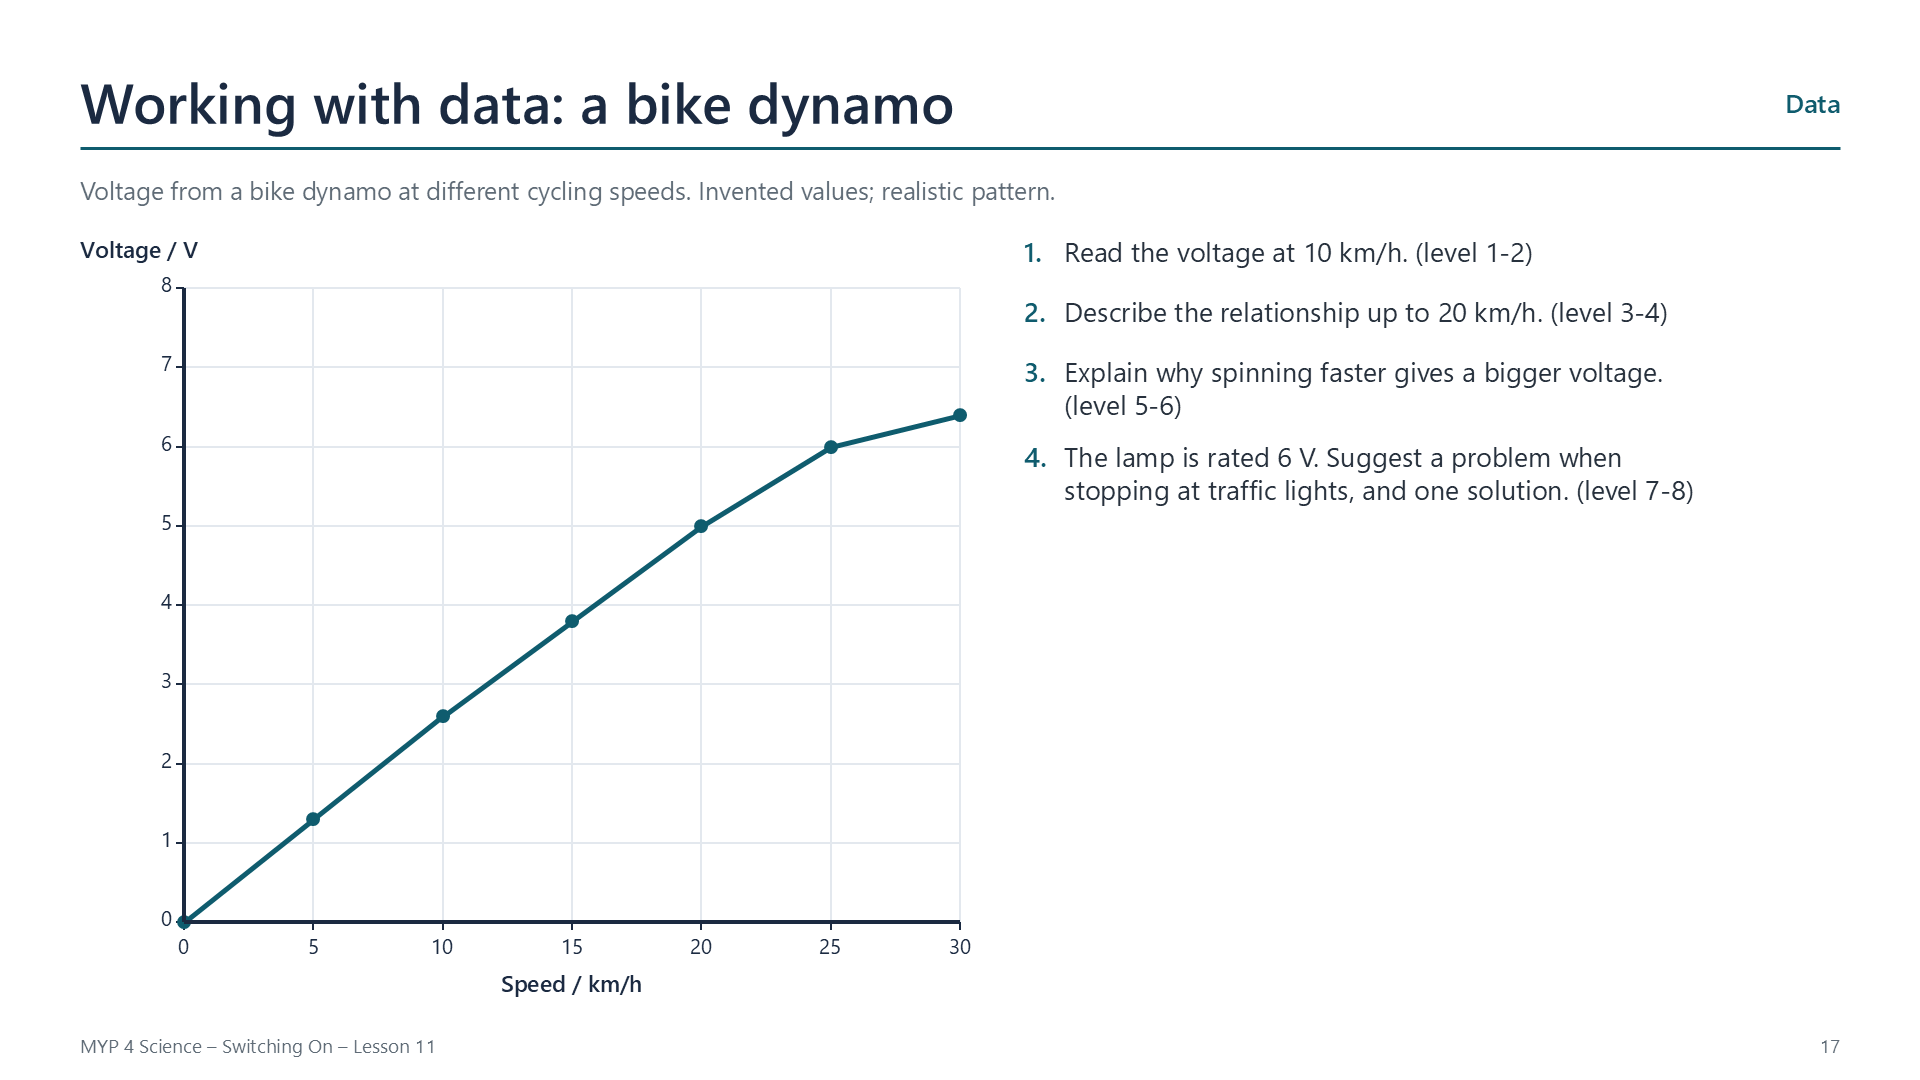 Working with data: a bike dynamo
Data
Voltage from a bike dynamo at different cycling speeds. Invented values; realistic pattern.
Voltage / V
8
7
6
5
4
3
2
1
0
0 5 10 15 20 25 30
Speed / km/h
1. Read the voltage at 10 km/h. (level 1-2)
2. Describe the relationship up to 20 km/h. (level 3-4)
3. Explain why spinning faster gives a bigger voltage.
(level 5-6)
4. The lamp is rated 6 V. Suggest a problem when
stopping at traffic lights, and one solution. (level 7-8)
MYP 4 Science – Switching On – Lesson 11
17